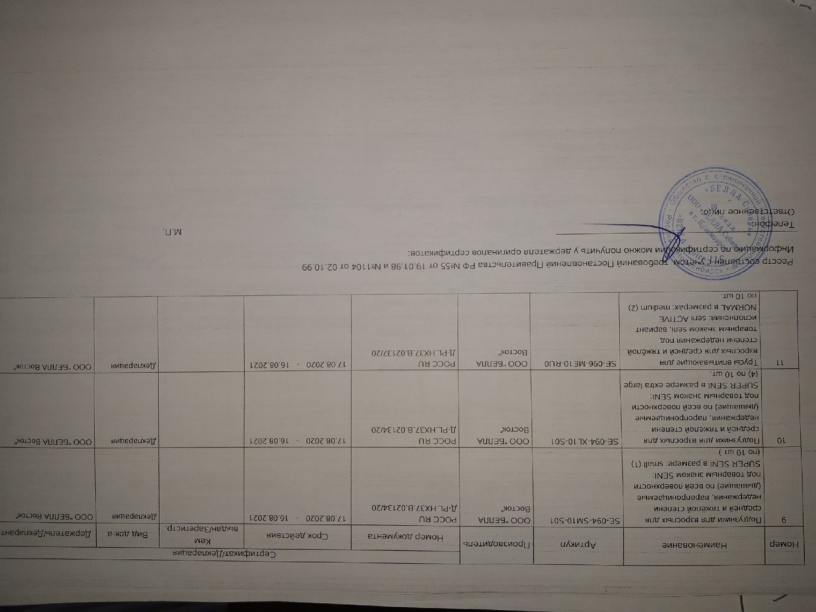 Сертификат/Декларация
Номер
Наименование
Артикул
Производитель
Номер документа
Срок действия
Кем
выдан/Зарегистр
Вид док-а
Держатель/Декларант
9
Подгузники для взрослых для
средней и тяжёлой степени
недержания, паропроницаемые
(дышащие) по всей поверхности
под товарным знаком SENI:
SUPER SENI в размере: small (1)
(по 10 шт.)
SE-094-SM10-S01
ООО "БЕЛЛА
Восток"
РОСС RU
Д-PL.HX37.B.02134/20
17.08.2020 - 16.08.2021
Декларация
ООО "БЕЛЛА Восток"
10
Подгузники для взрослых для
средней и тяжёлой степени
недержания, паропроницаемые
(дышащие) по всей поверхности
под товарным знаком SENI:
SUPER SENI в размере extra large
(4) по 10 шт.
SE-094-XL10-S01
ООО "БЕЛЛА
Восток"
РОСС RU
Д-PL.HX37.B.02134/20
17.08.2020 - 16.08.2021
Декларация
ООО "БЕЛЛА Восток"
11
Трусы впитывающие для
взрослых для средней и тяжёлой
степени недержания под
товарным знаком seni, вариант
исполнения: seni ACTIVE
NORMAL в размерах: medium (2)
по 10 шт.
SE-096-ME10-RU0
ООО "БЕЛЛА
Восток"
РОСС RU
Д-PL.HX37.B.02137/20
17.08.2020 - 16.08.2021
Декларация
ООО "БЕЛЛА Восток"
Реестр составлен с учетом требований Постановлений Правительства РФ №55 от 19.01.98 и №1104 от 02.10.99
Информацию по сертификации можно получить у держателя оригиналов сертификатов:
Телефон:
Ответственное лицо:
М.П.